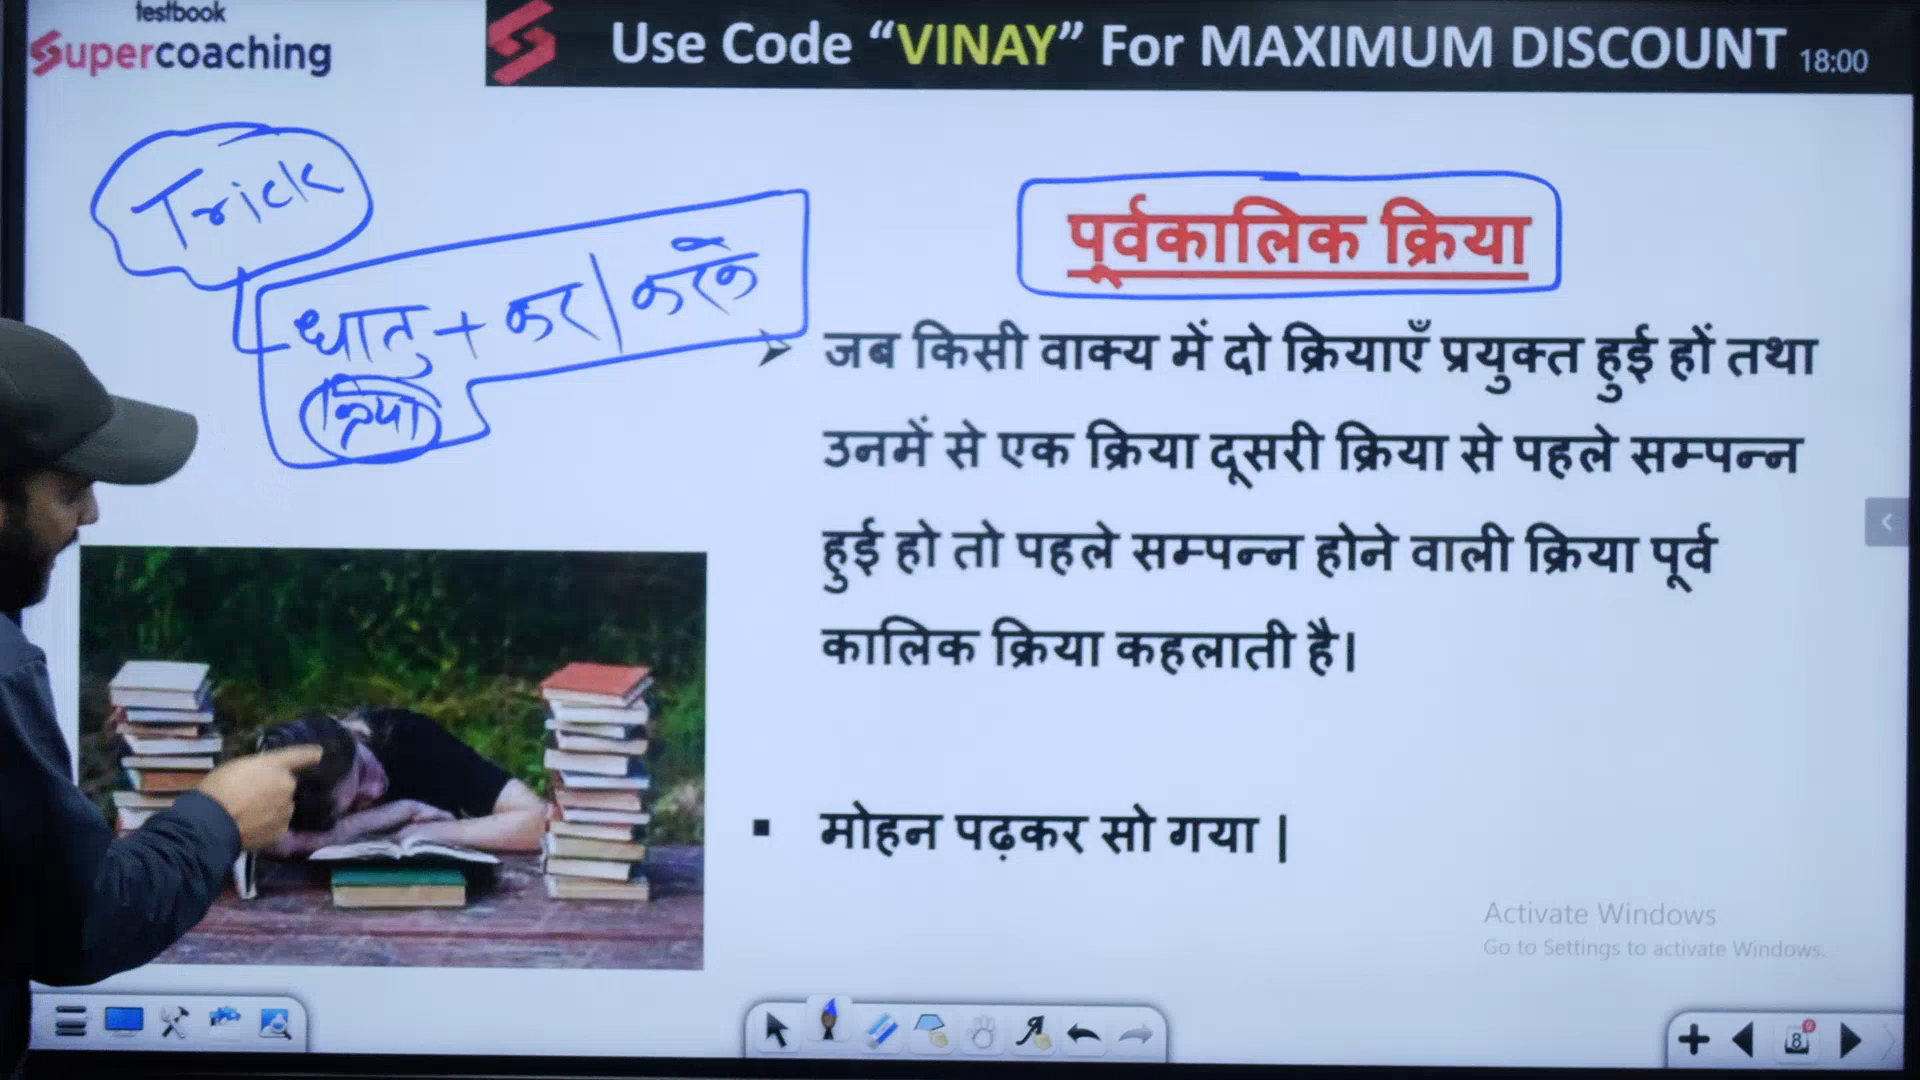 testbook
Supercoaching
Use Code “VINAY” For MAXIMUM DISCOUNT 18:00
Trick
धातु + कर | करके
क्रिया
पूर्वकालिक क्रिया
➤ जब किसी वाक्य में दो क्रियाएँ प्रयुक्त हुई हों तथा
उनमें से एक क्रिया दूसरी क्रिया से पहले सम्पन्न
हुई हो तो पहले सम्पन्न होने वाली क्रिया पूर्व
कालिक क्रिया कहलाती है।
▪ मोहन पढ़कर सो गया |
Activate Windows
Go to Settings to activate Windows.
8